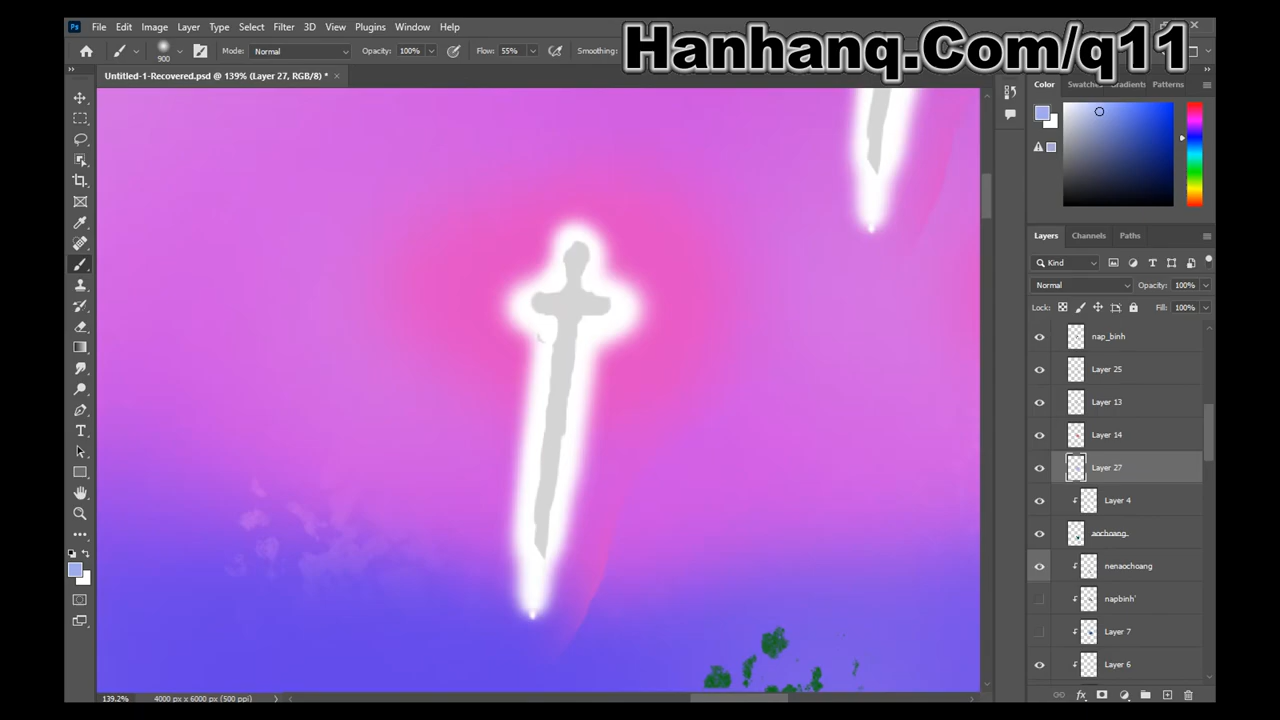 Ps File Edit Image Layer Type Select Filter 3D View Plugins Window Help
Hanhanq.Com/q11
900 Mode: Normal Opacity: 100% Flow: 55% Smoothing:
Untitled-1-Recovered.psd @ 139% (Layer 27, RGB/8) * ×
Color Swatches Gradients Patterns
Layers Channels Paths
Kind
Normal Opacity: 100%
Lock: Fill: 100%
nap_binh
Layer 25
Layer 13
Layer 14
Layer 27
Layer 4
aochoang
nenaochoang
napbinh'
Layer 7
Layer 6
139.2% 4000 px x 6000 px (500 ppi)